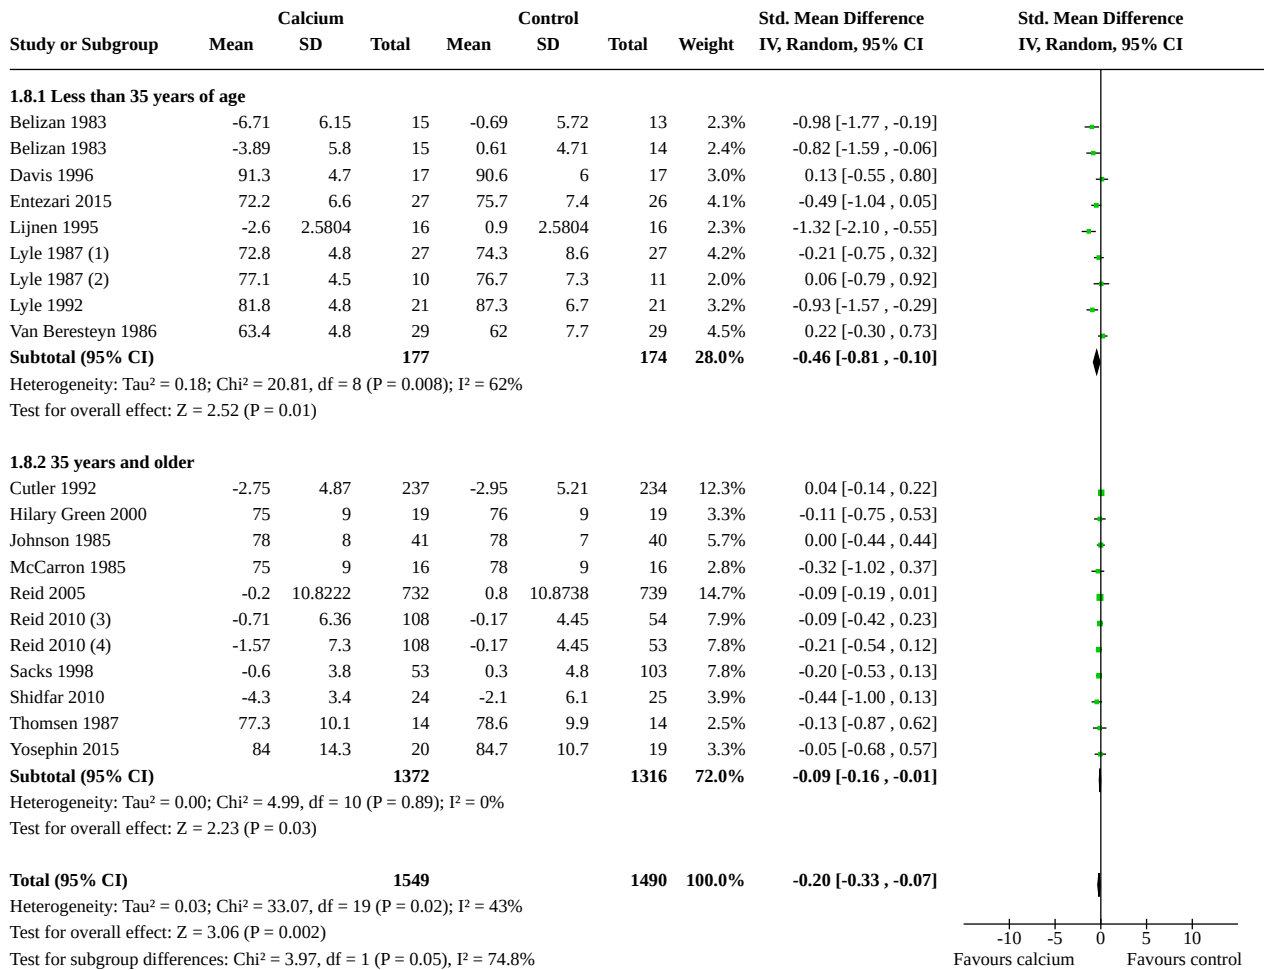 Calcium Control Std. Mean Difference Std. Mean Difference
Study or Subgroup Mean SD Total Mean SD Total Weight IV, Random, 95% CI IV, Random, 95% CI
1.8.1 Less than 35 years of age
Belizan 1983 -6.71 6.15 15 -0.69 5.72 13 2.3% -0.98 [-1.77 , -0.19]
Belizan 1983 -3.89 5.8 15 0.61 4.71 14 2.4% -0.82 [-1.59 , -0.06]
Davis 1996 91.3 4.7 17 90.6 6 17 3.0% 0.13 [-0.55 , 0.80]
Entezari 2015 72.2 6.6 27 75.7 7.4 26 4.1% -0.49 [-1.04 , 0.05]
Lijnen 1995 -2.6 2.5804 16 0.9 2.5804 16 2.3% -1.32 [-2.10 , -0.55]
Lyle 1987 (1) 72.8 4.8 27 74.3 8.6 27 4.2% -0.21 [-0.75 , 0.32]
Lyle 1987 (2) 77.1 4.5 10 76.7 7.3 11 2.0% 0.06 [-0.79 , 0.92]
Lyle 1992 81.8 4.8 21 87.3 6.7 21 3.2% -0.93 [-1.57 , -0.29]
Van Beresteyn 1986 63.4 4.8 29 62 7.7 29 4.5% 0.22 [-0.30 , 0.73]
Subtotal (95% CI) 177 174 28.0% -0.46 [-0.81 , -0.10]
Heterogeneity: Tau² = 0.18; Chi² = 20.81, df = 8 (P = 0.008); I² = 62%
Test for overall effect: Z = 2.52 (P = 0.01)
1.8.2 35 years and older
Cutler 1992 -2.75 4.87 237 -2.95 5.21 234 12.3% 0.04 [-0.14 , 0.22]
Hilary Green 2000 75 9 19 76 9 19 3.3% -0.11 [-0.75 , 0.53]
Johnson 1985 78 8 41 78 7 40 5.7% 0.00 [-0.44 , 0.44]
McCarron 1985 75 9 16 78 9 16 2.8% -0.32 [-1.02 , 0.37]
Reid 2005 -0.2 10.8222 732 0.8 10.8738 739 14.7% -0.09 [-0.19 , 0.01]
Reid 2010 (3) -0.71 6.36 108 -0.17 4.45 54 7.9% -0.09 [-0.42 , 0.23]
Reid 2010 (4) -1.57 7.3 108 -0.17 4.45 53 7.8% -0.21 [-0.54 , 0.12]
Sacks 1998 -0.6 3.8 53 0.3 4.8 103 7.8% -0.20 [-0.53 , 0.13]
Shidfar 2010 -4.3 3.4 24 -2.1 6.1 25 3.9% -0.44 [-1.00 , 0.13]
Thomsen 1987 77.3 10.1 14 78.6 9.9 14 2.5% -0.13 [-0.87 , 0.62]
Yosephin 2015 84 14.3 20 84.7 10.7 19 3.3% -0.05 [-0.68 , 0.57]
Subtotal (95% CI) 1372 1316 72.0% -0.09 [-0.16 , -0.01]
Heterogeneity: Tau² = 0.00; Chi² = 4.99, df = 10 (P = 0.89); I² = 0%
Test for overall effect: Z = 2.23 (P = 0.03)
Total (95% CI) 1549 1490 100.0% -0.20 [-0.33 , -0.07]
Heterogeneity: Tau² = 0.03; Chi² = 33.07, df = 19 (P = 0.02); I² = 43%
Test for overall effect: Z = 3.06 (P = 0.002) -10 -5 0 5 10
Test for subgroup differences: Chi² = 3.97, df = 1 (P = 0.05), I² = 74.8% Favours calcium Favours control